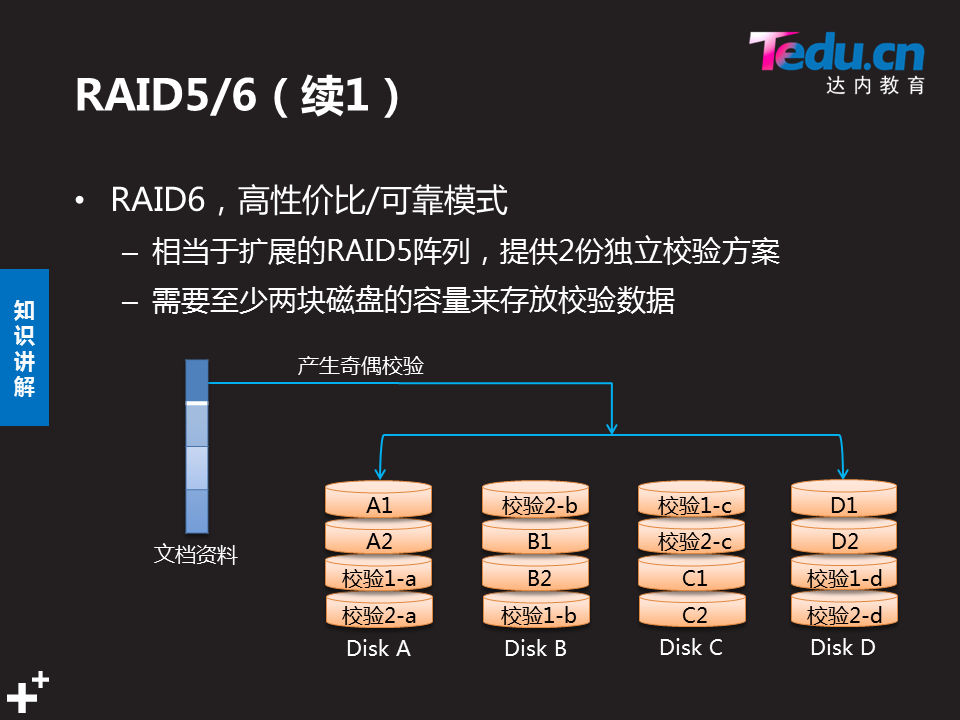 Tedu.cn
达内教育
RAID5/6（续1）
• RAID6，高性价比/可靠模式
– 相当于扩展的RAID5阵列，提供2份独立校验方案
– 需要至少两块磁盘的容量来存放校验数据
知
识
讲
解
产生奇偶校验
A1 校验2-b 校验1-c D1
A2 B1 校验2-c D2
校验1-a B2 C1 校验1-d
校验2-a 校验1-b C2 校验2-d
文档资料
Disk A Disk B Disk C Disk D